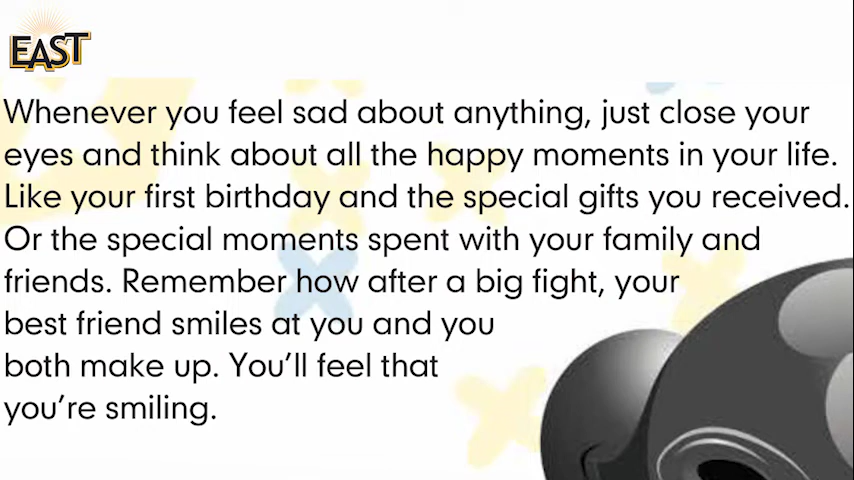 EAST
Whenever you feel sad about anything, just close your
eyes and think about all the happy moments in your life.
Like your first birthday and the special gifts you received.
Or the special moments spent with your family and
friends. Remember how after a big fight, your
best friend smiles at you and you
both make up. You’ll feel that
you’re smiling.